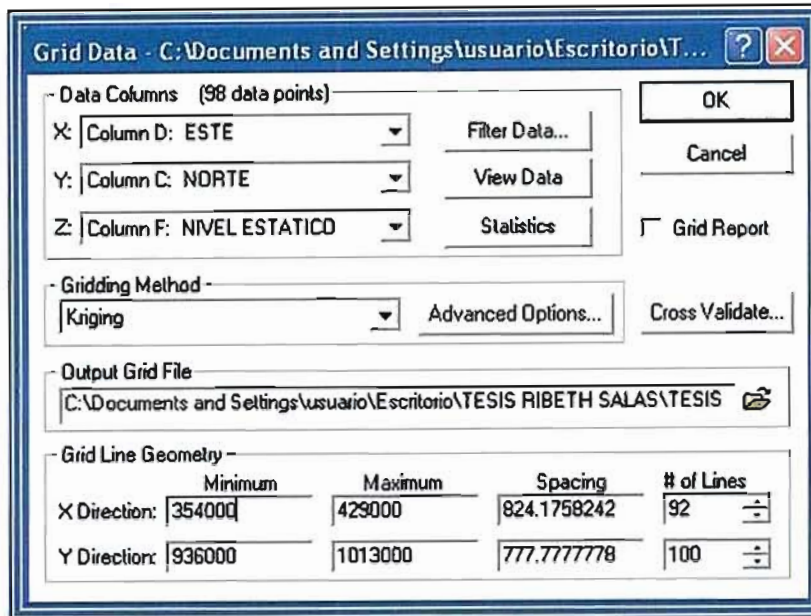 Grid Data - C:\Documents and Settings\usuario\Escritorio\T... ?
Data Columns (98 data points)
X: Column D: ESTE
Filter Data...
Y: Column C: NORTE
View Data
Z: Column F: NIVEL ESTATICO
Statistics
OK
Cancel
Grid Report
Gridding Method
Kriging
Advanced Options...
Cross Validate...
Output Grid File
C:\Documents and Settings\usuario\Escritorio\TESIS RIBETH SALAS\TESIS
Grid Line Geometry
Minimum Maximum Spacing # of Lines
X Direction: 354000 429000 824.1758242 92
Y Direction: 936000 1013000 777.7777778 100